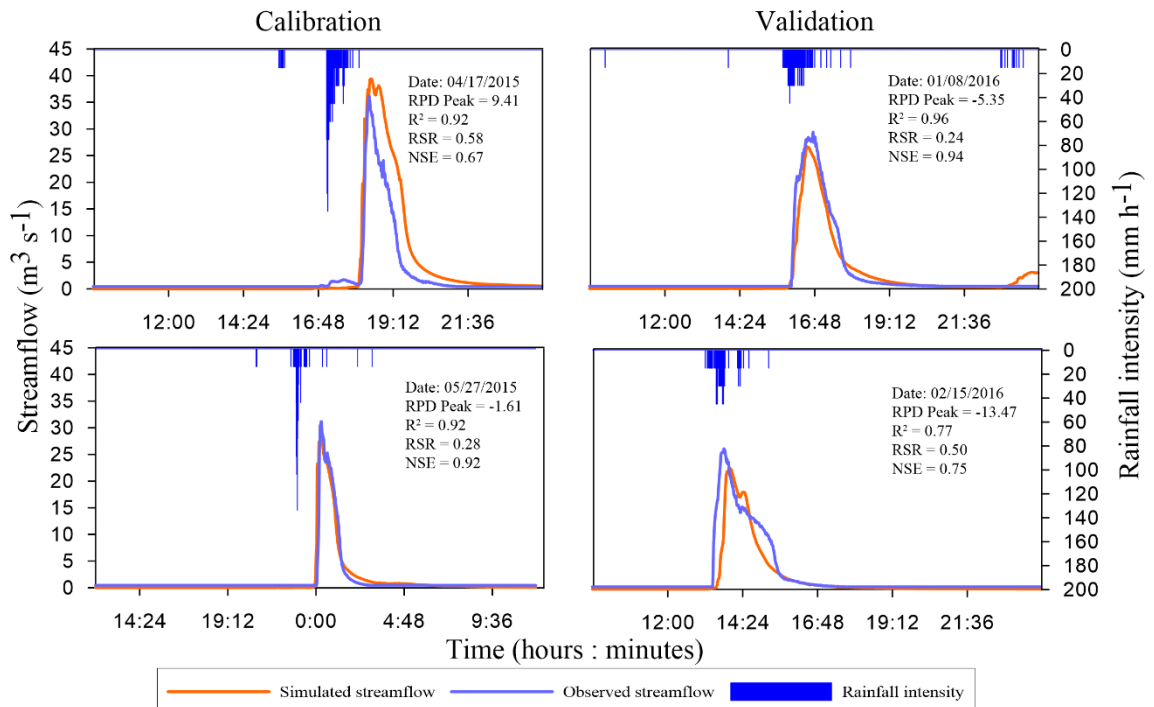 Calibration
Validation
Streamflow (m³ s⁻¹)
45
40
35
30
25
20
15
10
5
0
Date: 04/17/2015
RPD Peak = 9.41
R² = 0.92
RSR = 0.58
NSE = 0.67
12:00 14:24 16:48 19:12 21:36
Date: 01/08/2016
RPD Peak = -5.35
R² = 0.96
RSR = 0.24
NSE = 0.94
12:00 14:24 16:48 19:12 21:36
0
20
40
60
80
100
120
140
160
180
200
Rainfall intensity (mm h⁻¹)
45
40
35
30
25
20
15
10
5
0
Date: 05/27/2015
RPD Peak = -1.61
R² = 0.92
RSR = 0.28
NSE = 0.92
14:24 19:12 0:00 4:48 9:36
Date: 02/15/2016
RPD Peak = -13.47
R² = 0.77
RSR = 0.50
NSE = 0.75
12:00 14:24 16:48 19:12 21:36
0
20
40
60
80
100
120
140
160
180
200
Time (hours : minutes)
Simulated streamflow
Observed streamflow
Rainfall intensity